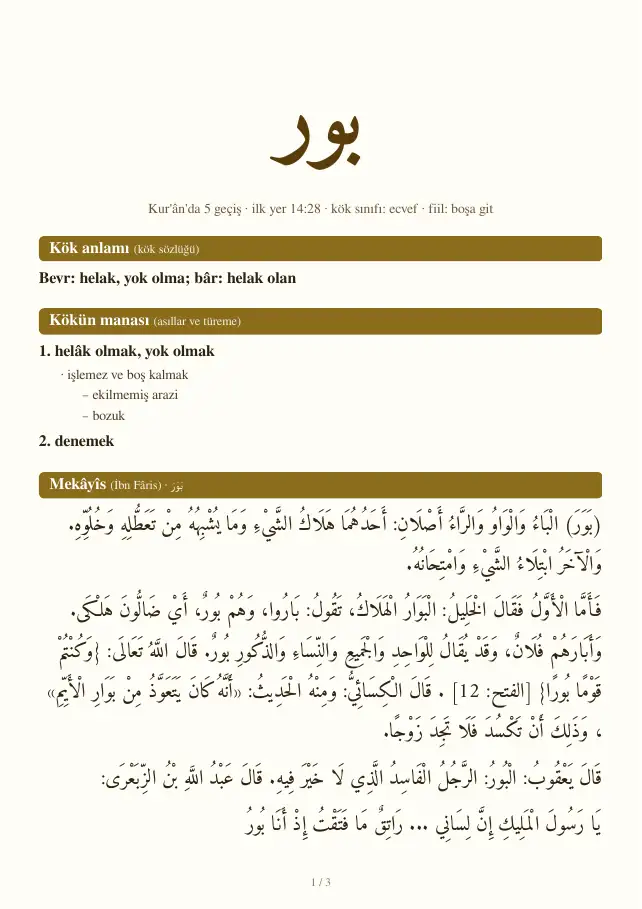 بور
Kur'ân'da 5 geçiş · ilk yer 14:28 · kök sınıfı: ecvef · fiil: boşa git
Kök anlamı (kök sözlüğü)
Bevr: helak, yok olma; bâr: helak olan
Kökün manası (asıllar ve türeme)
1. helâk olmak, yok olmak
· işlemez ve boş kalmak
– ekilmemiş arazi
– bozuk
2. denemek
Mekâyîs (İbn Fâris) · بَوَرَ
(بَوَرَ) الْبَاءُ وَالْوَاوُ وَالرَّاءُ أَصْلَانِ: أَحَدُهُمَا هَلَاكُ الشَّيْءِ وَمَا يُشْبِهُهُ مِنْ تَعَطُّلِهِ وَخُلُوِّهِ.
وَالْآخَرُ ابْتِلَاءُ الشَّيْءِ وَامْتِحَانُهُ.
فَأَمَّا الْأَوَّلُ فَقَالَ الْخَلِيلُ: الْبَوَارُ الْهَلَاكُ، تَقُولُ: بَارُوا، وَهُمْ بُورٌ، أَيْ ضَالُّونَ هَلْكَى.
وَأَبَارَهُمْ فُلَانٌ، وَقَدْ يُقَالُ لِلْوَاحِدِ وَالْجَمِيعِ وَالنِّسَاءِ وَالذُّكُورِ بُورٌ. قَالَ اللَّهُ تَعَالَى: {وَكُنْتُمْ
قَوْمًا بُورًا} [الفتح: 12] . قَالَ الْكِسَائِيُّ: وَمِنْهُ الْحَدِيثُ: «أَنَّهُ كَانَ يَتَعَوَّذُ مِنْ بَوَارِ الْأَيِّمِ»
، وَذَلِكَ أَنْ تَكْسُدَ فَلَا تَجِدَ زَوْجًا.
قَالَ يَعْقُوبُ: الْبُورُ: الرَّجُلُ الْفَاسِدُ الَّذِي لَا خَيْرَ فِيهِ. قَالَ عَبْدُ اللَّهِ بْنُ الزِّبَعْرَى:
يَا رَسُولَ الْمَلِيكِ إِنَّ لِسَانِي ... رَاتِقٌ مَا فَتَقْتُ إِذْ أَنَا بُورُ
1 / 3